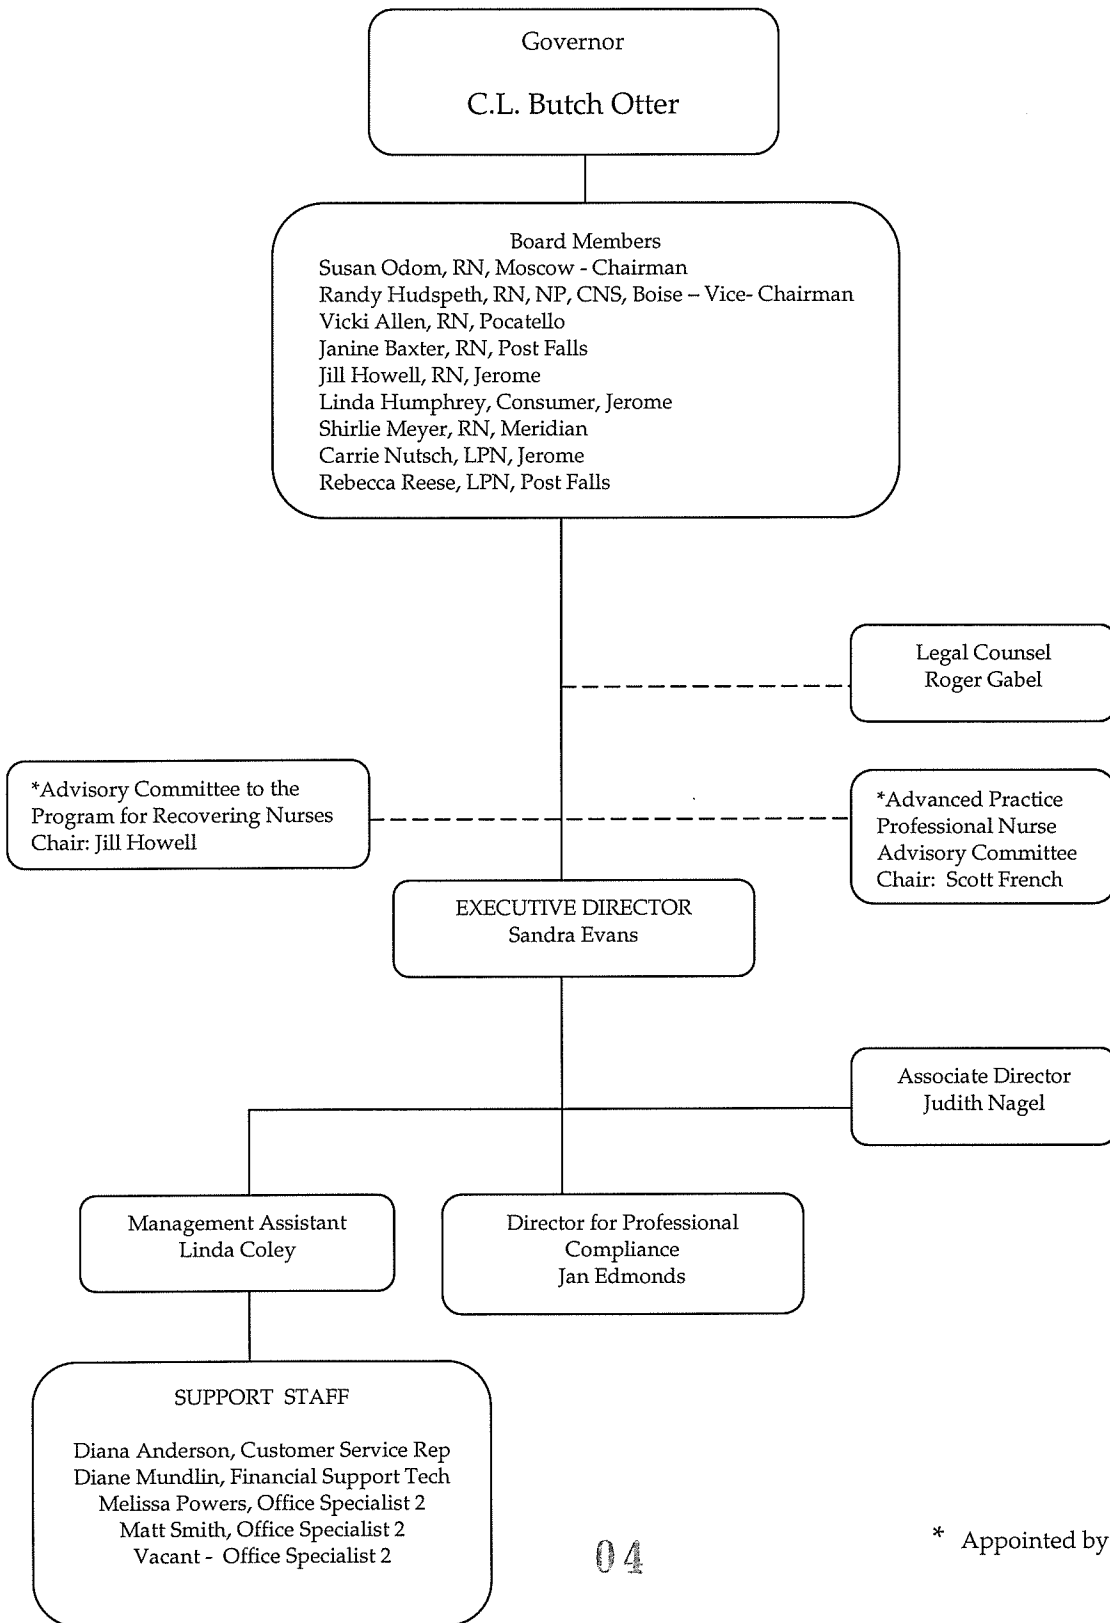 Governor
C.L. Butch Otter
Board Members
Susan Odom, RN, Moscow - Chairman
Randy Hudspeth, RN, NP, CNS, Boise – Vice- Chairman
Vicki Allen, RN, Pocatello
Janine Baxter, RN, Post Falls
Jill Howell, RN, Jerome
Linda Humphrey, Consumer, Jerome
Shirlie Meyer, RN, Meridian
Carrie Nutsch, LPN, Jerome
Rebecca Reese, LPN, Post Falls
Legal Counsel
Roger Gabel
*Advisory Committee to the
Program for Recovering Nurses
Chair: Jill Howell
*Advanced Practice
Professional Nurse
Advisory Committee
Chair:  Scott French
EXECUTIVE DIRECTOR
Sandra Evans
Associate Director
Judith Nagel
Management Assistant
Linda Coley
Director for Professional
Compliance
Jan Edmonds
SUPPORT  STAFF
Diana Anderson, Customer Service Rep
Diane Mundlin, Financial Support Tech
Melissa Powers, Office Specialist 2
Matt Smith, Office Specialist 2
Vacant -  Office Specialist 2
04
*  Appointed by